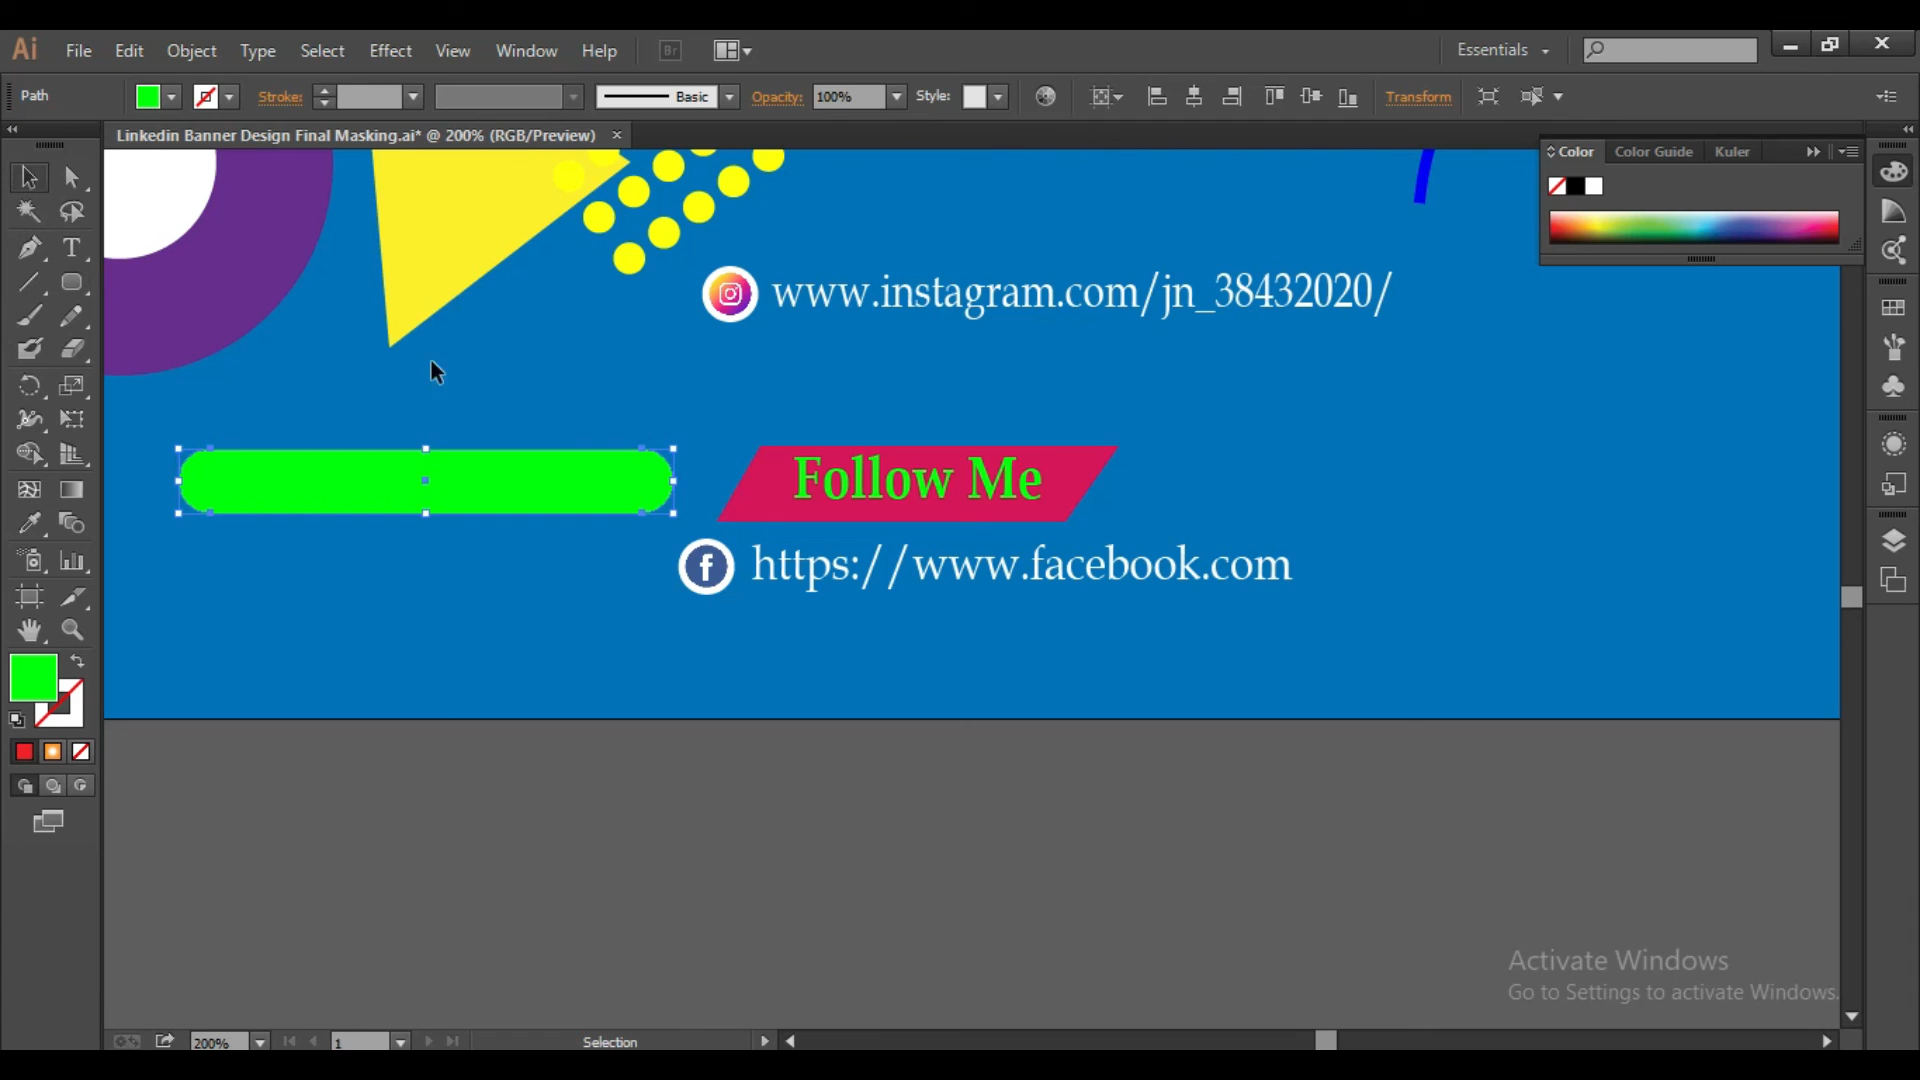 Ai File Edit Object Type Select Effect View Window Help Br Essentials
Path Stroke: Basic Opacity: 100% Style: Transform
Linkedin Banner Design Final Masking.ai* @ 200% (RGB/Preview) ×
Color Color Guide Kuler
www.instagram.com/jn_38432020/
Follow Me
f https://www.facebook.com
Activate Windows
Go to Settings to activate Windows.
200% 1 Selection